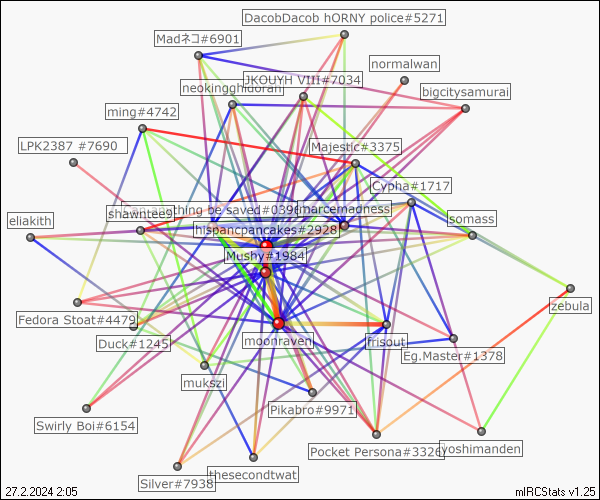 DacobDacob hORNY police#5271
Madネコ#6901
normalwan
JKOUYH VIII#7034
neokingghidorah
bigcitysamurai
ming#4742
LPK2387 #7690
Majestic#3375
Cypha#1717
thing be saved#0396
marcemadness
shawntee9
somass
eliakith
hispancpancakes#2928
Mushy#1984
zebula
Fedora Stoat#4479
Duck#1245
moonraven
frisout
Eg.Master#1378
mukszi
Pikabro#9971
Swirly Boi#6154
Pocket Persona#3326
yoshimanden
thesecondtwat
Silver#7938
27.2.2024 2:05
mIRCStats v1.25